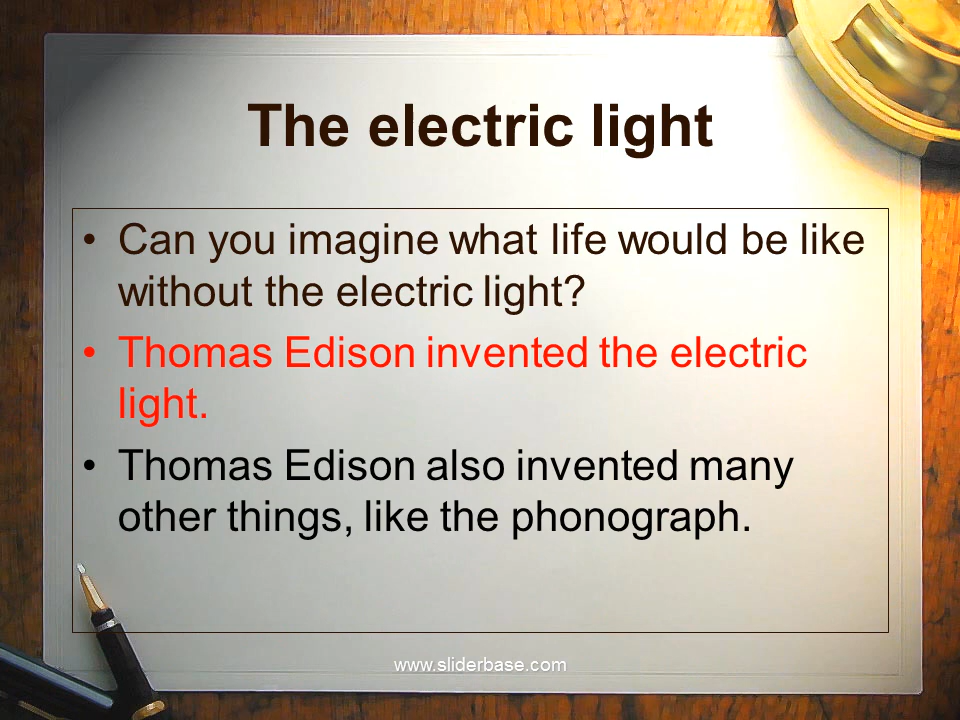 The electric light
• Can you imagine what life would be like
without the electric light?
• Thomas Edison invented the electric
light.
• Thomas Edison also invented many
other things, like the phonograph.
www.sliderbase.com